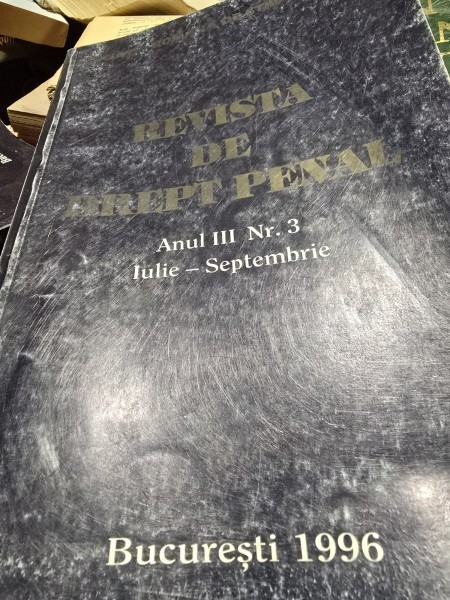 REVISTA
DE
DREPT PENAL
Anul III Nr. 3
Iulie – Septembrie
București 1996